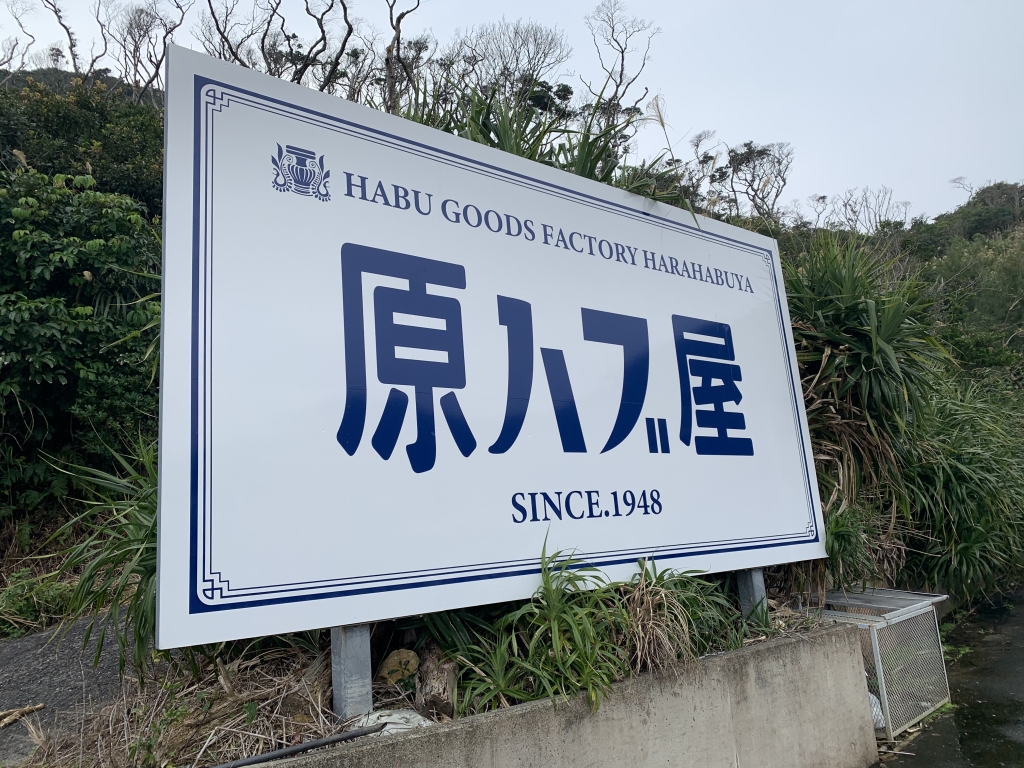 HABU GOODS FACTORY HARAHABUYA
原ハブ屋
SINCE.1948